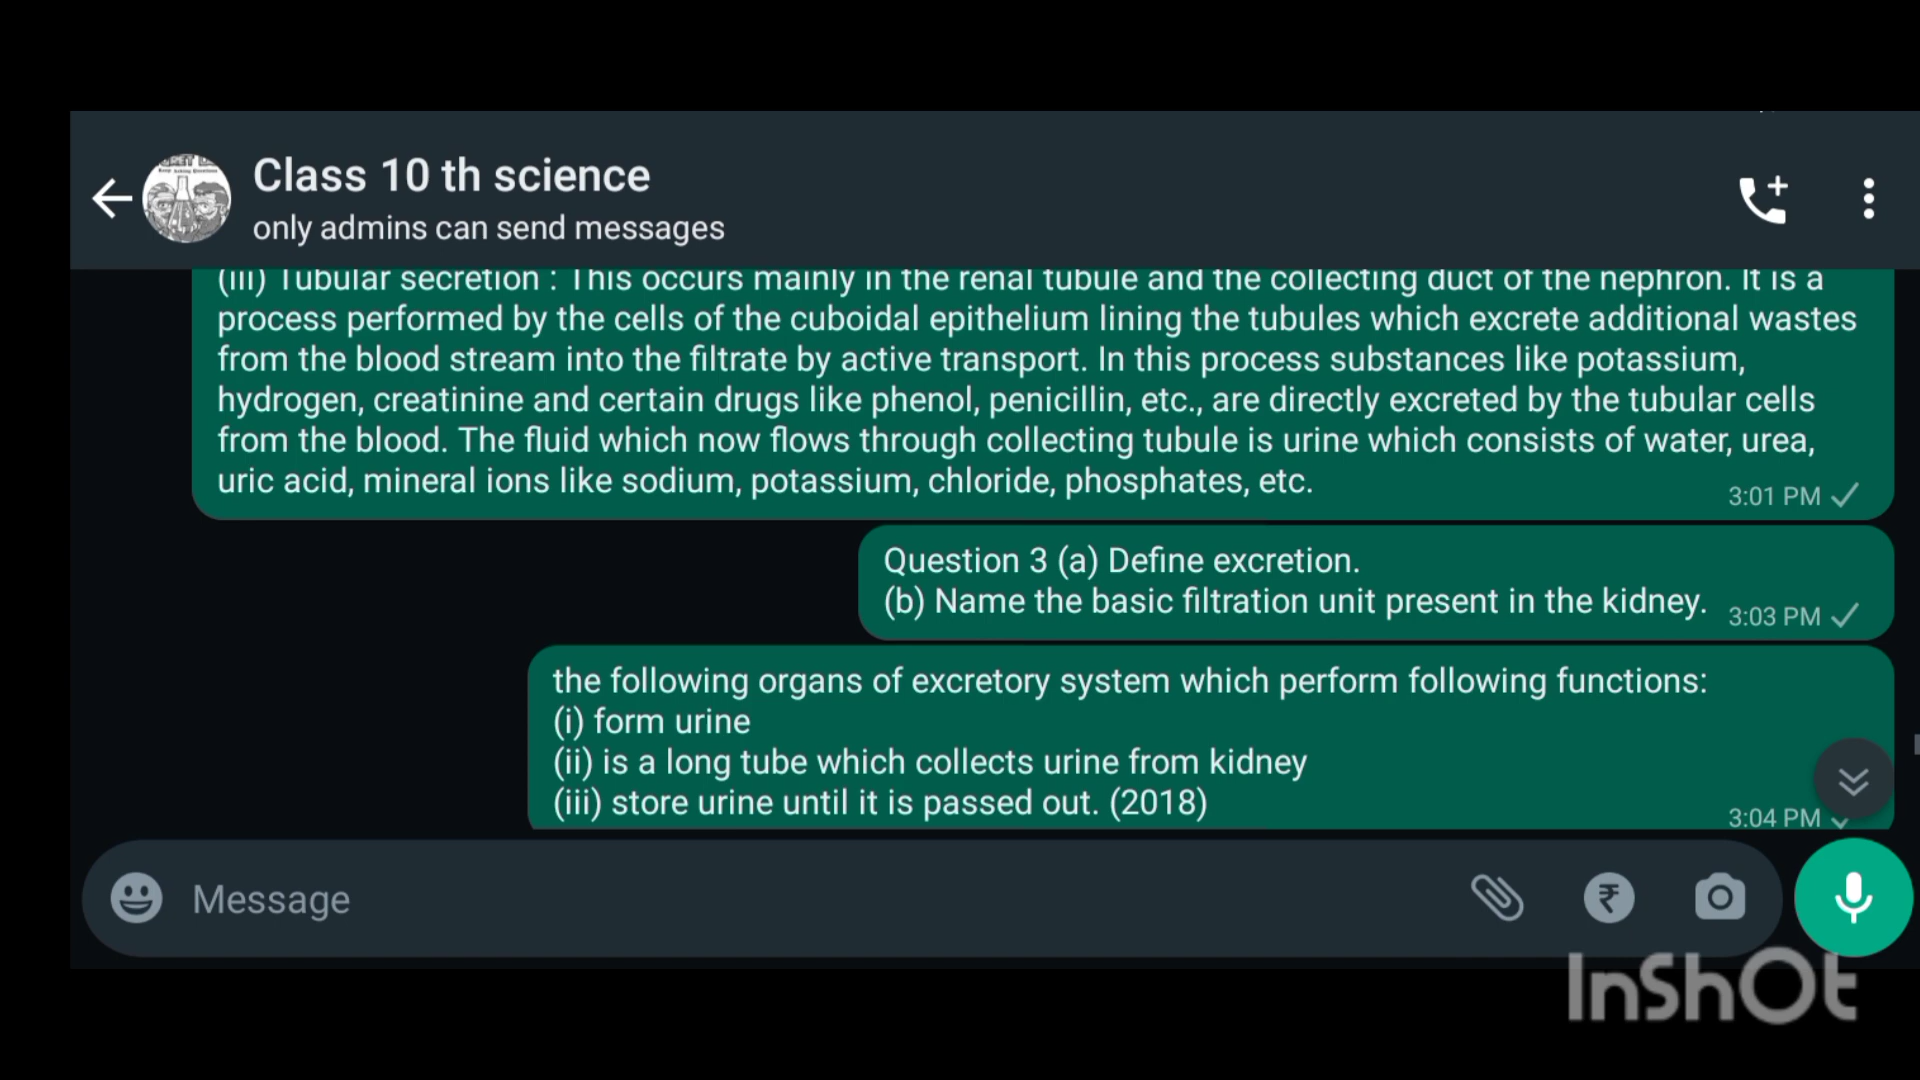 Class 10 th science
only admins can send messages
(iii) Tubular secretion : This occurs mainly in the renal tubule and the collecting duct of the nephron. It is a
process performed by the cells of the cuboidal epithelium lining the tubules which excrete additional wastes
from the blood stream into the filtrate by active transport. In this process substances like potassium,
hydrogen, creatinine and certain drugs like phenol, penicillin, etc., are directly excreted by the tubular cells
from the blood. The fluid which now flows through collecting tubule is urine which consists of water, urea,
uric acid, mineral ions like sodium, potassium, chloride, phosphates, etc.
3:01 PM
Question 3 (a) Define excretion.
(b) Name the basic filtration unit present in the kidney.
3:03 PM
the following organs of excretory system which perform following functions:
(i) form urine
(ii) is a long tube which collects urine from kidney
(iii) store urine until it is passed out. (2018)
3:04 PM
Message
InShOt